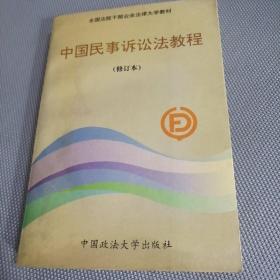 全国法院干部业余法律大学教材
中国民事诉讼法教程
(修订本)
中国政法大学出版社